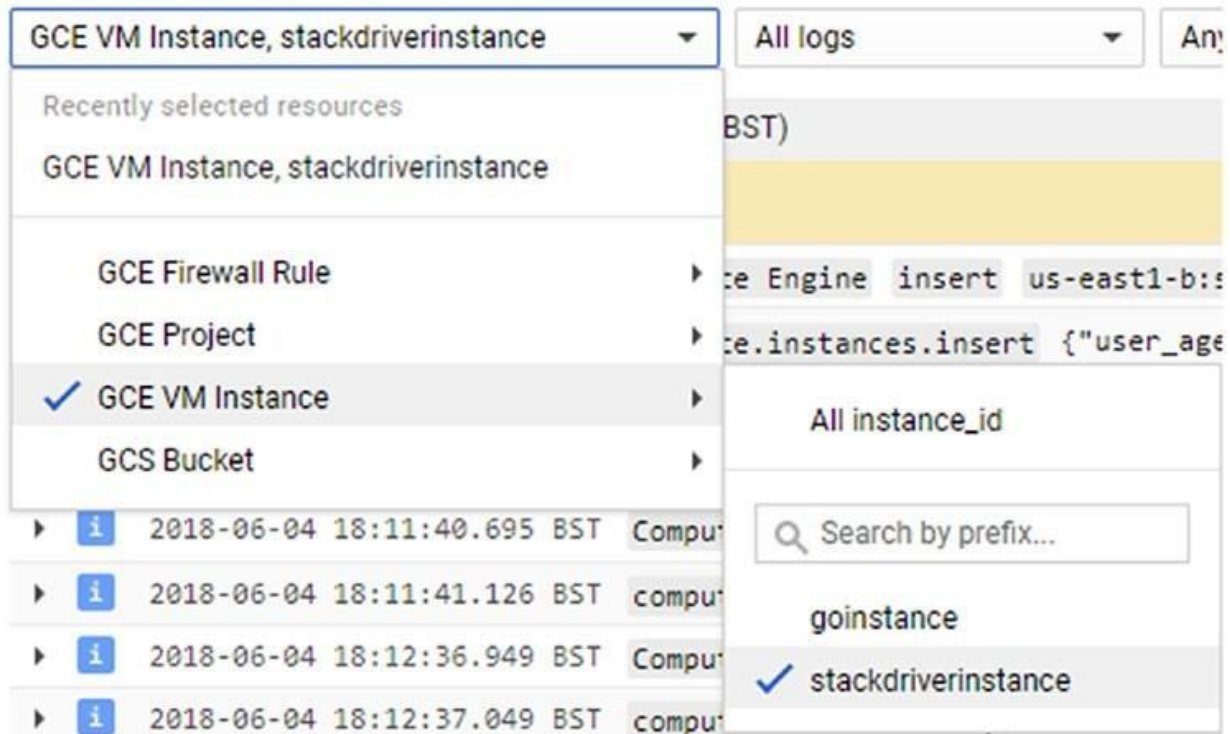 GCE VM Instance, stackdriverinstance
All logs
Any
Recently selected resources
GCE VM Instance, stackdriverinstance
BST)
GCE Firewall Rule
GCE Project
GCE VM Instance
GCS Bucket
te Engine insert us-east1-b:s
te.instances.insert {"user_age
All instance_id
Search by prefix...
goinstance
stackdriverinstance
i 2018-06-04 18:11:40.695 BST Comput
i 2018-06-04 18:11:41.126 BST comput
i 2018-06-04 18:12:36.949 BST Comput
i 2018-06-04 18:12:37.049 BST comput